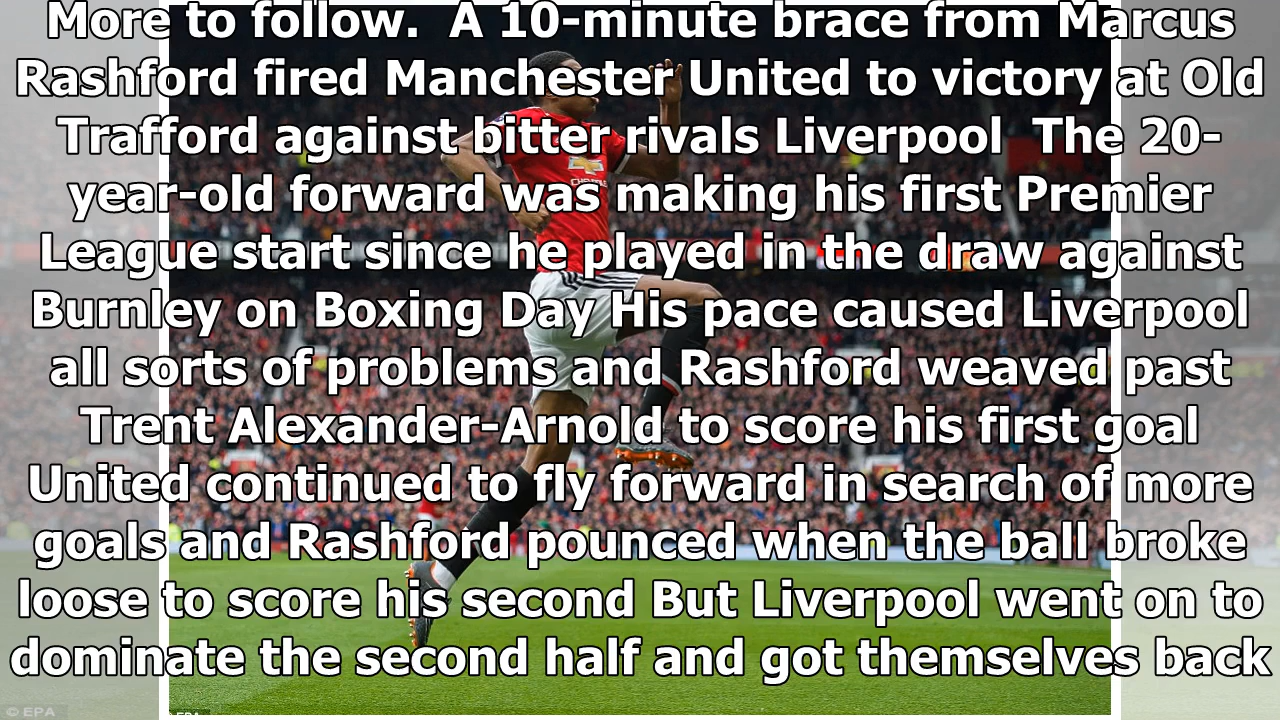 More to follow.  A 10-minute brace from Marcus
Rashford fired Manchester United to victory at Old
Trafford against bitter rivals Liverpool  The 20-
year-old forward was making his first Premier
League start since he played in the draw against
Burnley on Boxing Day His pace caused Liverpool
all sorts of problems and Rashford weaved past
Trent Alexander-Arnold to score his first goal
United continued to fly forward in search of more
goals and Rashford pounced when the ball broke
loose to score his second But Liverpool went on to
dominate the second half and got themselves back
CHEVROLET
© EPA
EPA